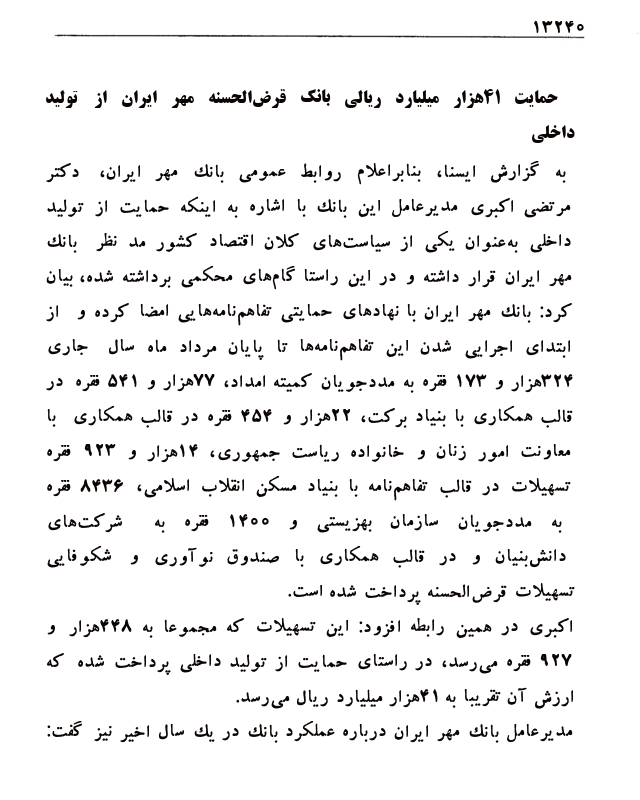 ۱۳۲۴۰
حمایت ۴۱هزار میلیارد ریالی بانک قرض‌الحسنه مهر ایران از تولید
داخلی
به گزارش ایسنا، بنابراعلام روابط عمومی بانك مهر ایران، دکتر
مرتضی اکبری مدیرعامل این بانك با اشاره به اینکه حمایت از تولید
داخلی به‌عنوان یکی از سیاست‌های کلان اقتصاد کشور مد نظر بانك
مهر ایران قرار داشته و در این راستا گام‌های محکمی برداشته شده، بیان
کرد: بانك مهر ایران با نهادهای حمایتی تفاهم‌نامه‌هایی امضا کرده و از
ابتدای اجرایی شدن این تفاهم‌نامه‌ها تا پایان مرداد ماه سال جاری
۳۲۴هزار و ۱۷۳ فقره به مددجویان کمیته امداد، ۷۷هزار و ۵۴۱ فقره در
قالب همکاری با بنیاد برکت، ۲۲هزار و ۴۵۴ فقره در قالب همکاری با
معاونت امور زنان و خانواده ریاست جمهوری، ۱۴هزار و ۹۲۳ فقره
تسهیلات در قالب تفاهم‌نامه با بنیاد مسکن انقلاب اسلامی، ۸۴۳۶ فقره
به مددجویان سازمان بهزیستی و ۱۴۰۰ فقره به شرکت‌های
دانش‌بنیان و در قالب همکاری با صندوق نوآوری و شکوفایی
تسهیلات قرض‌الحسنه پرداخت شده است.
اکبری در همین رابطه افزود: این تسهیلات که مجموعا به ۴۴۸هزار و
۹۲۷ فقره می‌رسد، در راستای حمایت از تولید داخلی پرداخت شده که
ارزش آن تقریبا به ۴۱هزار میلیارد ریال می‌رسد.
مدیرعامل بانك مهر ایران درباره عملکرد بانك در یك سال اخیر نیز گفت: